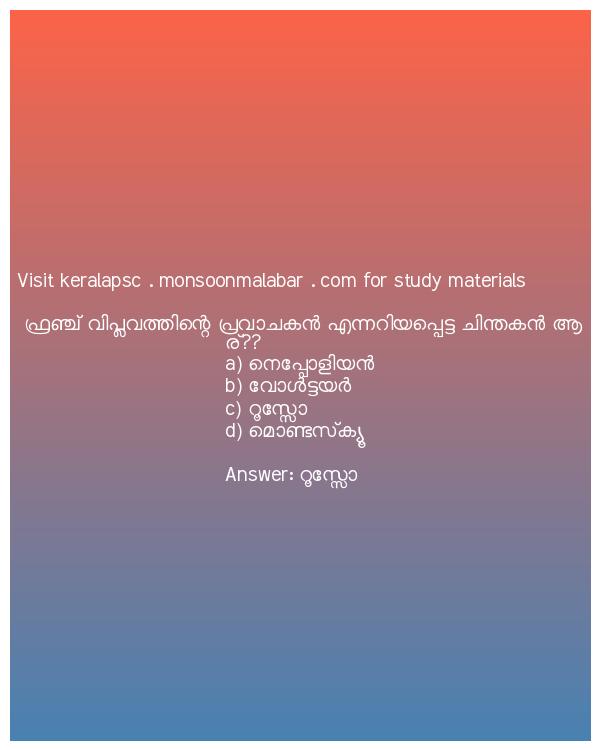 Visit keralapsc . monsoonmalabar . com for study materials
ഫ്രഞ്ച് വിപ്ലവത്തിന്റെ പ്രവാചകൻ എന്നറിയപ്പെട്ട ചിന്തകൻ ആ
ര്??
a) നെപ്പോളിയൻ
b) വോൾട്ടയർ
c) റൂസ്സോ
d) മൊണ്ടസ്ക്യൂ
Answer: റൂസ്സോ